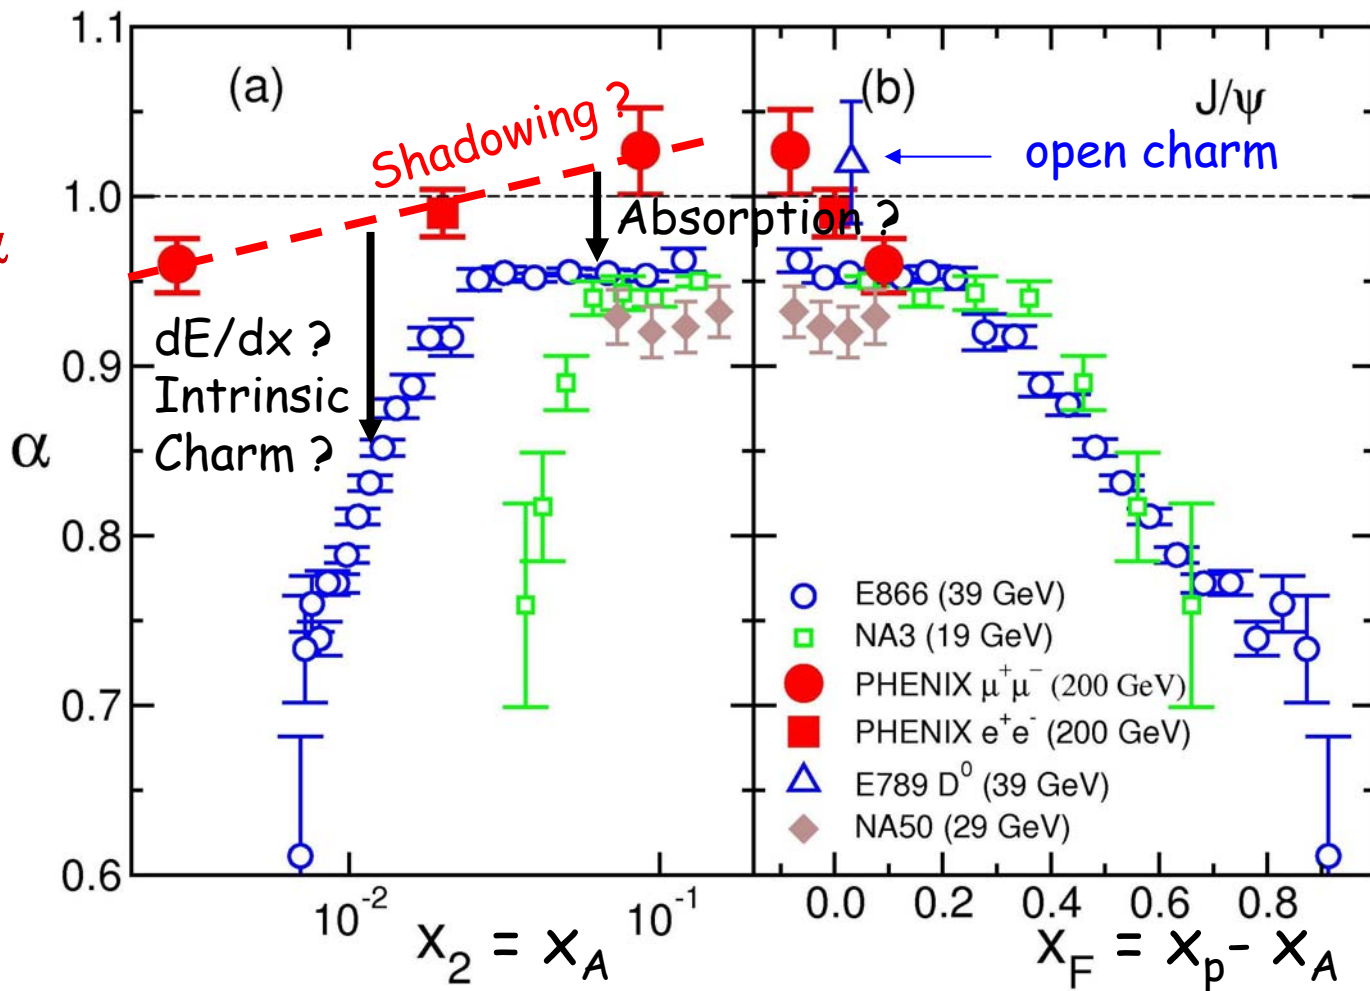 1.1
1.0
0.9
0.8
0.7
0.6
α
α
(a)
Shadowing ?
Absorption ?
dE/dx ?
Intrinsic
Charm ?
10⁻² 10⁻¹
X₂ = x_A
(b)
J/ψ
open charm
E866 (39 GeV)
NA3 (19 GeV)
PHENIX μ⁺μ⁻ (200 GeV)
PHENIX e⁺e⁻ (200 GeV)
E789 D⁰ (39 GeV)
NA50 (29 GeV)
0.0 0.2 0.4 0.6 0.8
X_F = x_p - x_A